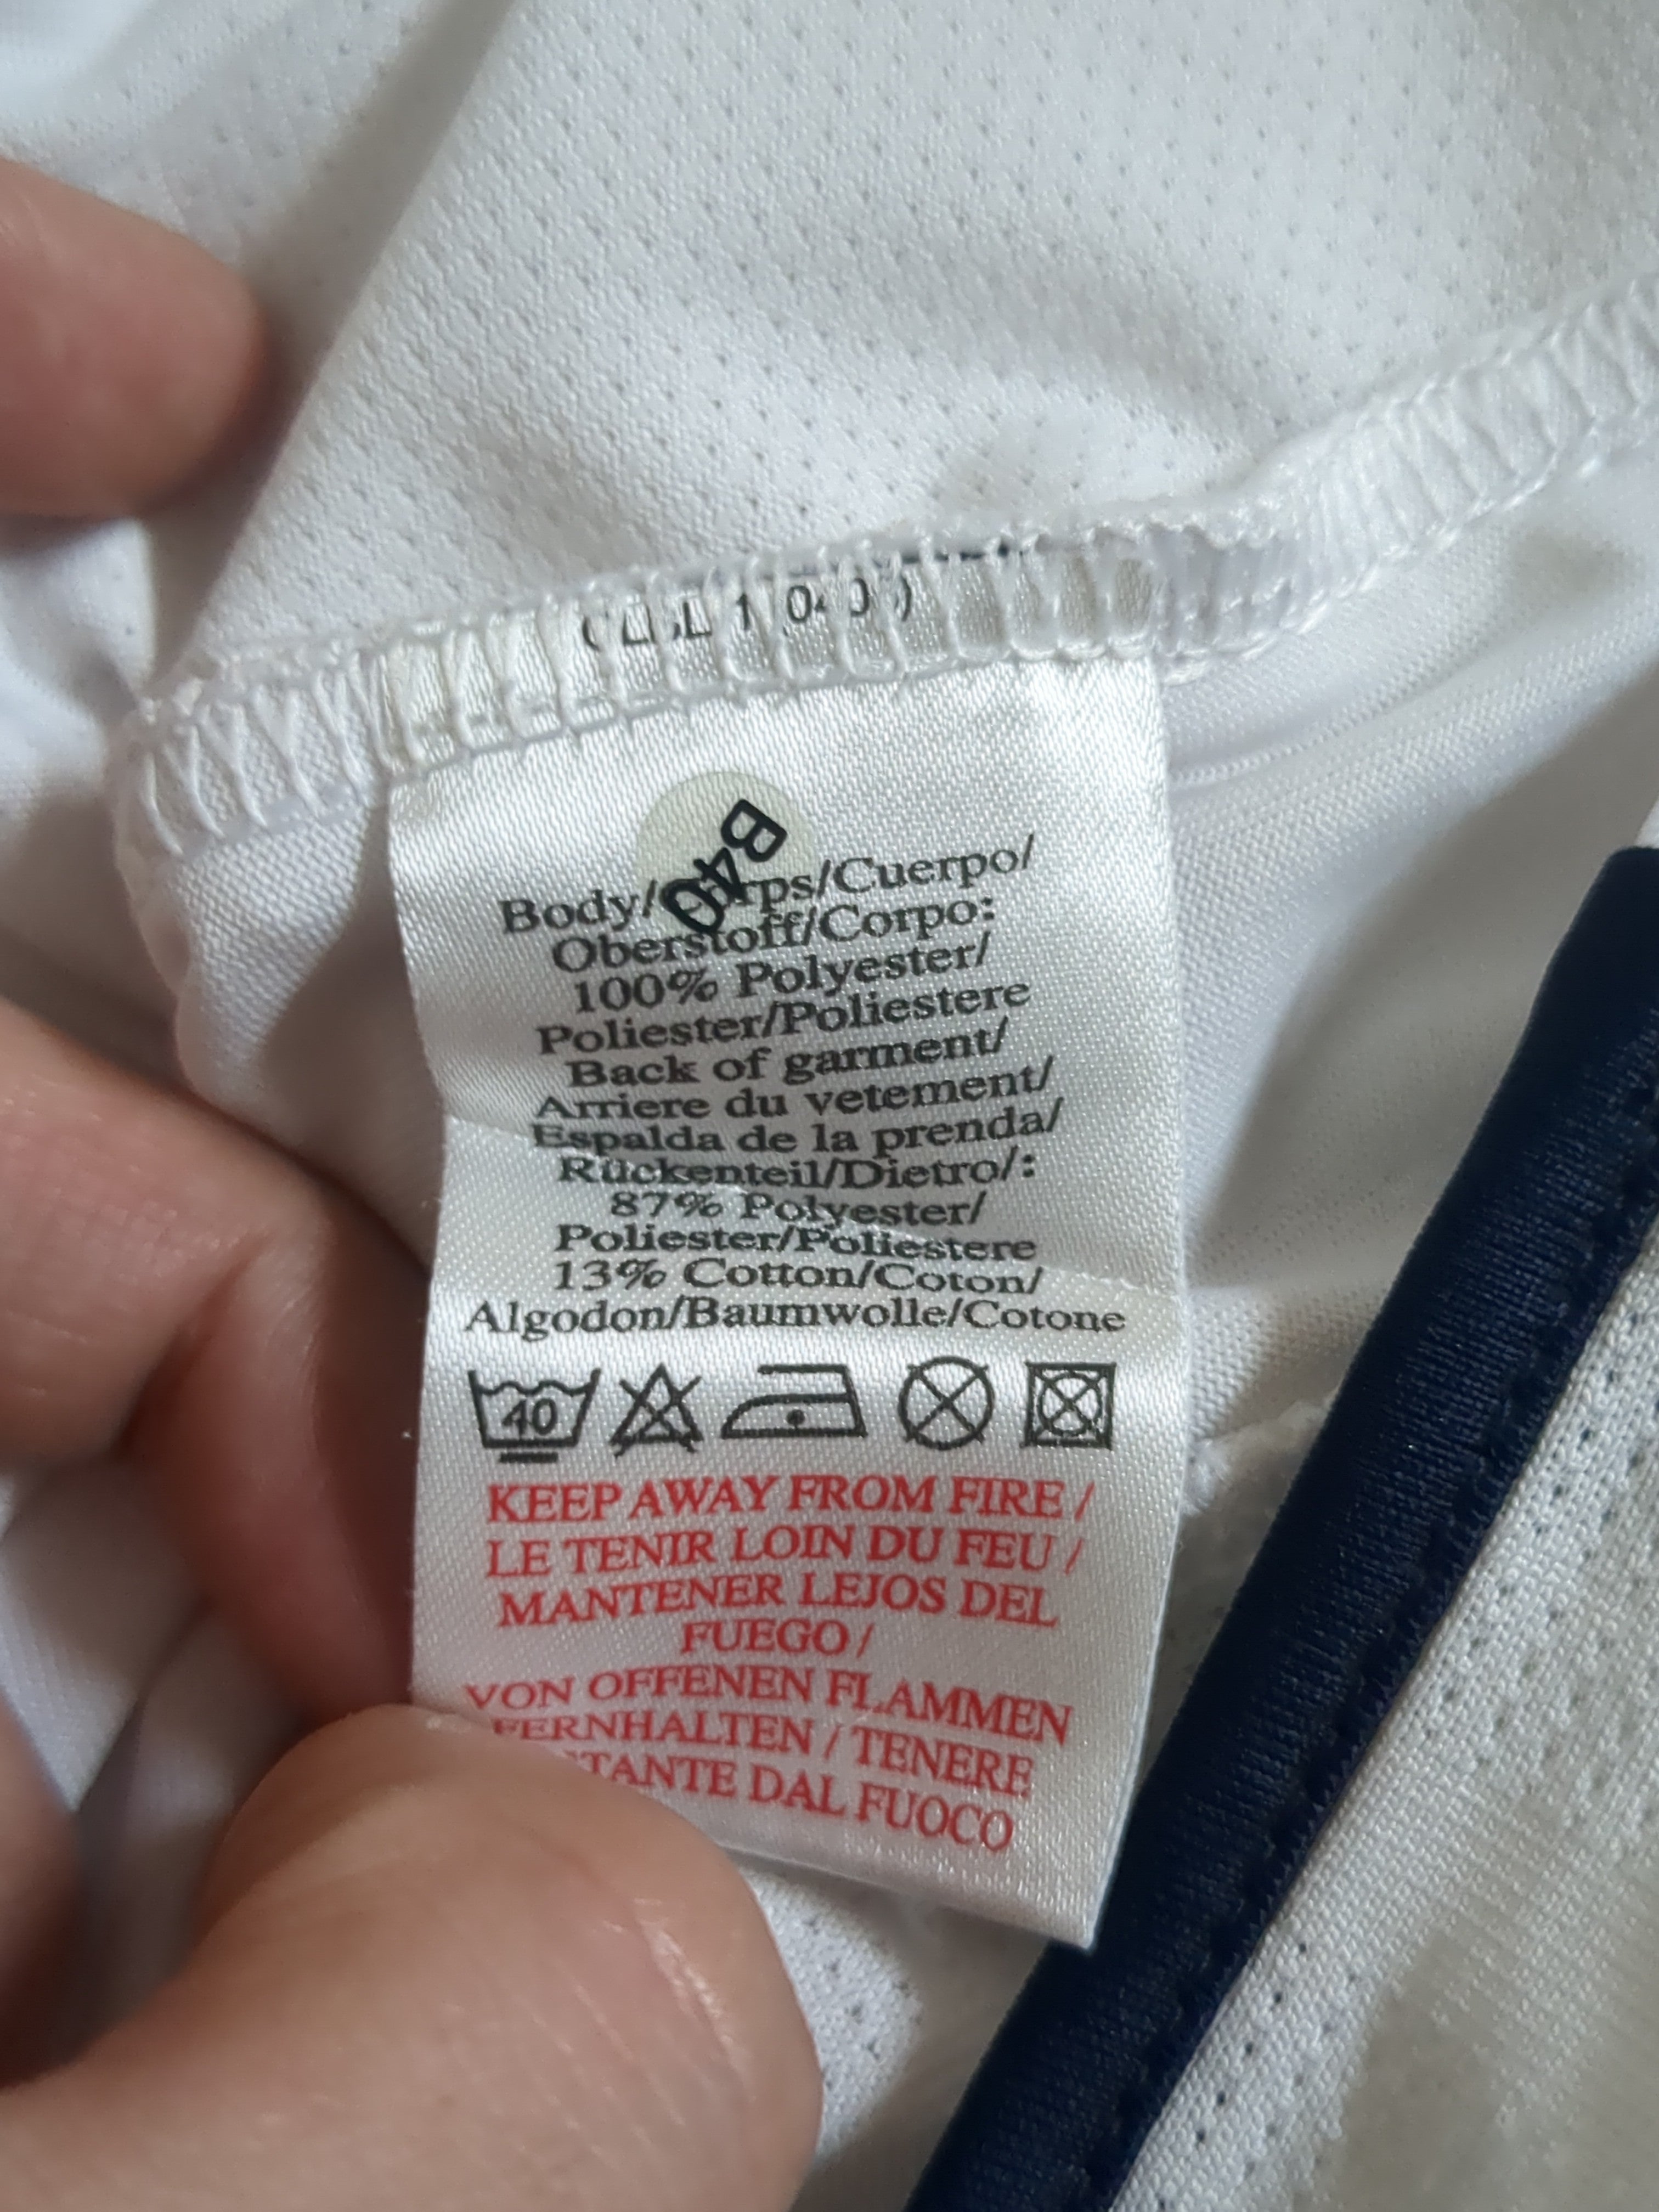 B40
Body/Corps/Cuerpo/
Oberstoff/Corpo:
100% Polyester/
Poliester/Poliestere
Back of garment/
Arriere du vetement/
Espalda de la prenda/
Rückenteil/Dietro/:
87% Polyester/
Poliester/Poliestere
13% Cotton/Coton/
Algodon/Baumwolle/Cotone
40
KEEP AWAY FROM FIRE /
LE TENIR LOIN DU FEU /
MANTENER LEJOS DEL
FUEGO /
VON OFFENEN FLAMMEN
FERNHALTEN / TENERE
DAL FUOCO